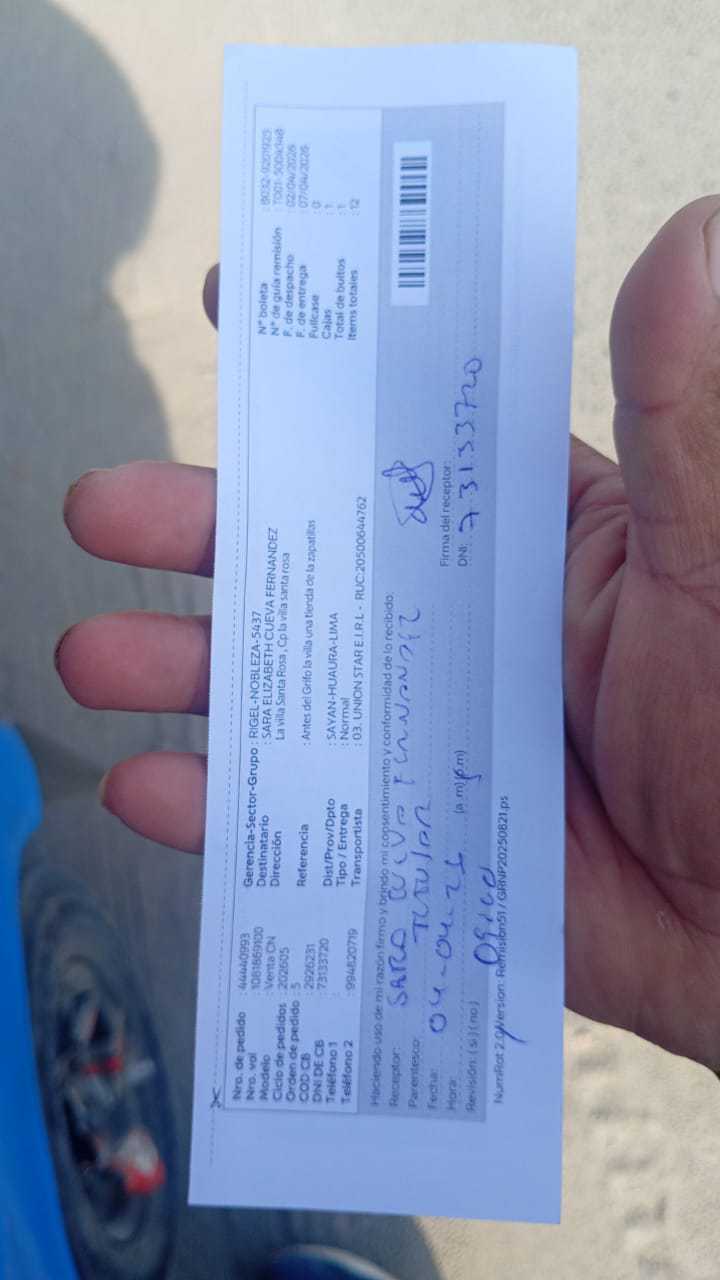 Nro. de pedido : 44440993
Nro. vol : 1081869100
Modelo : Venta CN
Ciclo de pedidos : 202605
Orden de pedido : 5
COD CB : 2926231
DNI DE CB : 73133720
Teléfono 1 :
Teléfono 2 : 994820719
Gerencia-Sector-Grupo : RIGEL-NOBLEZA-5437
Destinatario : SARA ELIZABETH CUEVA FERNANDEZ
Dirección La villa Santa Rosa , Cp la villa santa rosa
Referencia : Antes del Grifo la villa una tienda de la zapatillas
Dist/Prov/Dpto : SAYAN-HUAURA-LIMA
Tipo / Entrega : Normal
Transportista : 03. UNION STAR E.I.R.L - RUC:20500644762
N° boleta : B032-9201925
N° de guía remisión : T001-5004348
F. de despacho : 02/04/2026
F. de entrega : 07/04/2026
Fullcase : 0
Cajas : 1
Total de bultos : 1
Items totales : 12
Haciendo uso de mi razón firmo y brindo mi consentimiento y conformidad de lo recibido.
Receptor: SARA CUEVA FERNANDEZ
Parentesco: TITULAR
Fecha: 04-04-26
Hora: (a.m)(p.m)
Revisión: (si)(no)
Firma del receptor:
DNI: 73133720
NumRot 2.0/Version: Remision51 / GRNP20250821.ps